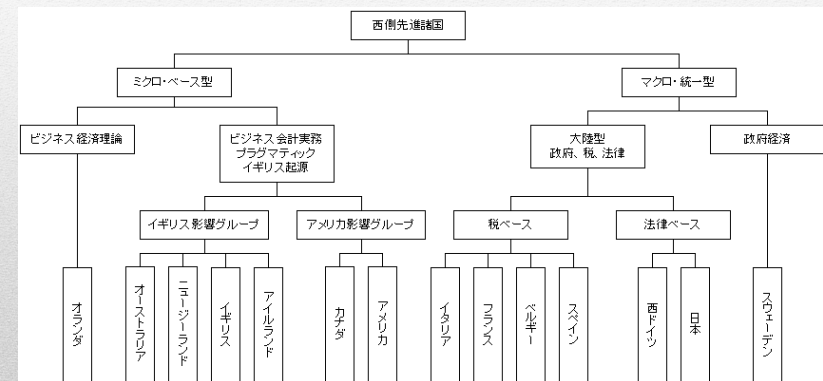 西側先進諸国
ミクロ・ベース型
マクロ・統一型
ビジネス経済理論
ビジネス会計実務
プラグマティック
イギリス起源
大陸型
政府、税、法律
政府経済
イギリス影響グループ
アメリカ影響グループ
税ベース
法律ベース
オランダ
オーストラリア
ニュージーランド
イギリス
アイルランド
カナダ
アメリカ
イタリア
フランス
ベルギー
スペイン
西ドイツ
日本
スウェーデン